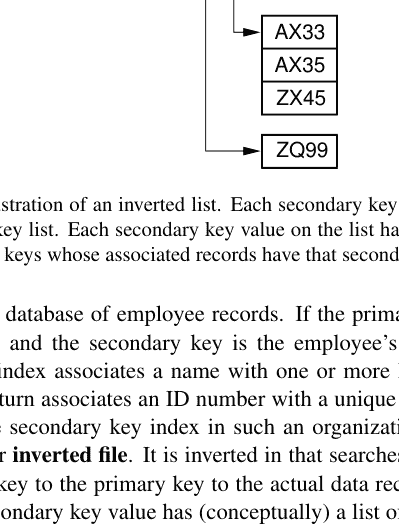 AX33
AX35
ZX45
ZQ99
stration of an inverted list. Each secondary key
key list. Each secondary key value on the list ha
keys whose associated records have that second
database of employee records. If the prima
and the secondary key is the employee's
index associates a name with one or more
turn associates an ID number with a unique
secondary key index in such an organizati
r inverted file. It is inverted in that searches
key to the primary key to the actual data rec
ondary key value has (conceptually) a list of